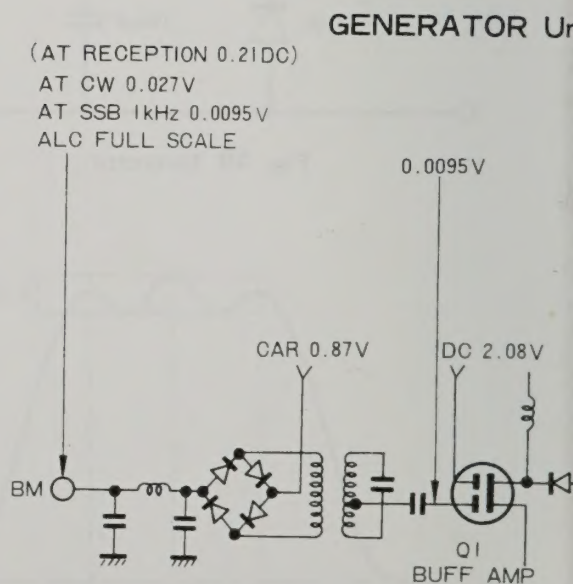 GENERATOR
(AT RECEPTION 0.21DC)
AT CW 0.027V
AT SSB 1kHz 0.0095V
ALC FULL SCALE
0.0095V
CAR 0.87V
DC 2.08V
BM
Q1
BUFF AMP